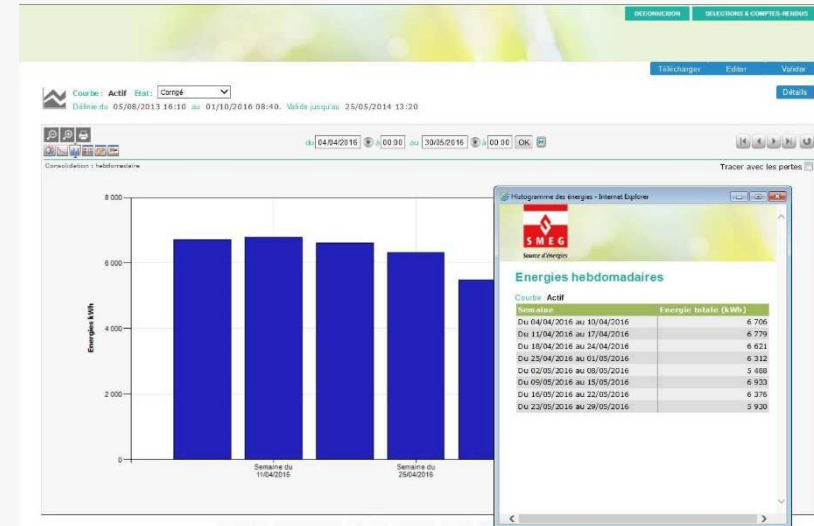 DÉCONNEXION SÉLECTIONS & COMPTES-RENDUS
Télécharger Editer Valider
Courbe : Actif Etat : Corrigé
Définie du 05/08/2013 16:10 au 01/10/2016 08:40. Valide jusqu'au 25/05/2014 13:20
Détails
du 04/04/2016 à 00:00 au 30/05/2016 à 00:00 OK
Consolidation : hebdomadaire
Tracer avec les pertes
Histogramme des énergies - Internet Explorer
SMEG
Source d'énergies
Energies hebdomadaires
Courbe Actif
Semaine Energie totale (kWh)
Du 04/04/2016 au 10/04/2016 6 706
Du 11/04/2016 au 17/04/2016 6 779
Du 18/04/2016 au 24/04/2016 6 621
Du 25/04/2016 au 01/05/2016 6 312
Du 02/05/2016 au 08/05/2016 5 488
Du 09/05/2016 au 15/05/2016 6 933
Du 16/05/2016 au 22/05/2016 6 376
Du 23/05/2016 au 29/05/2016 5 930
Energies kWh
8 000
6 000
4 000
2 000
0
Semaine du
11/04/2016
Semaine du
25/04/2016